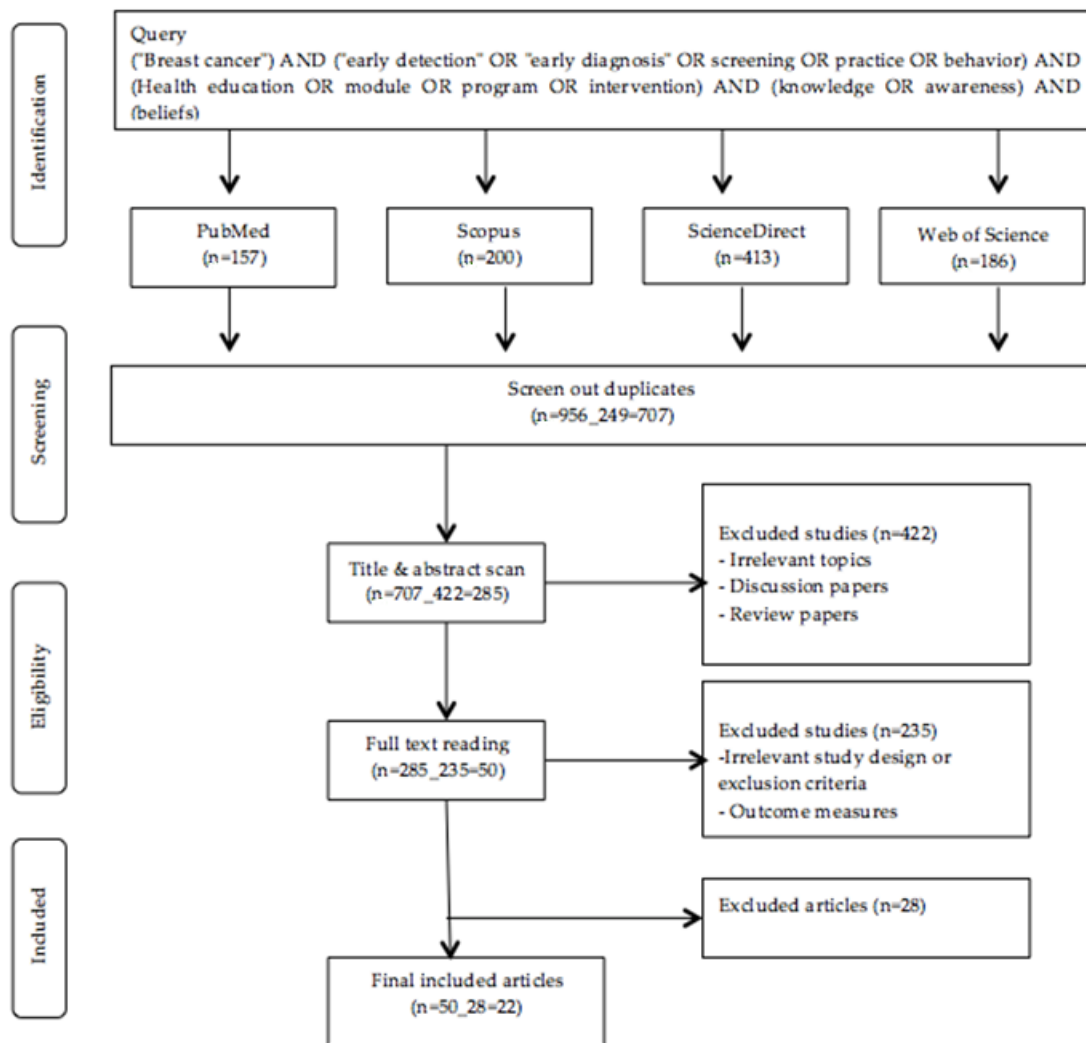 Identification
Query
("Breast cancer") AND ("early detection" OR "early diagnosis" OR screening OR practice OR behavior) AND
(Health education OR module OR program OR intervention) AND (knowledge OR awareness) AND
(beliefs)
PubMed
(n=157)
Scopus
(n=200)
ScienceDirect
(n=413)
Web of Science
(n=186)
Screening
Screen out duplicates
(n=956_249=707)
Title & abstract scan
(n=707_422=285)
Excluded studies (n=422)
- Irrelevant topics
- Discussion papers
- Review papers
Eligibility
Full text reading
(n=285_235=50)
Excluded studies (n=235)
-Irrelevant study design or
exclusion criteria
- Outcome measures
Included
Excluded articles (n=28)
Final included articles
(n=50_28=22)